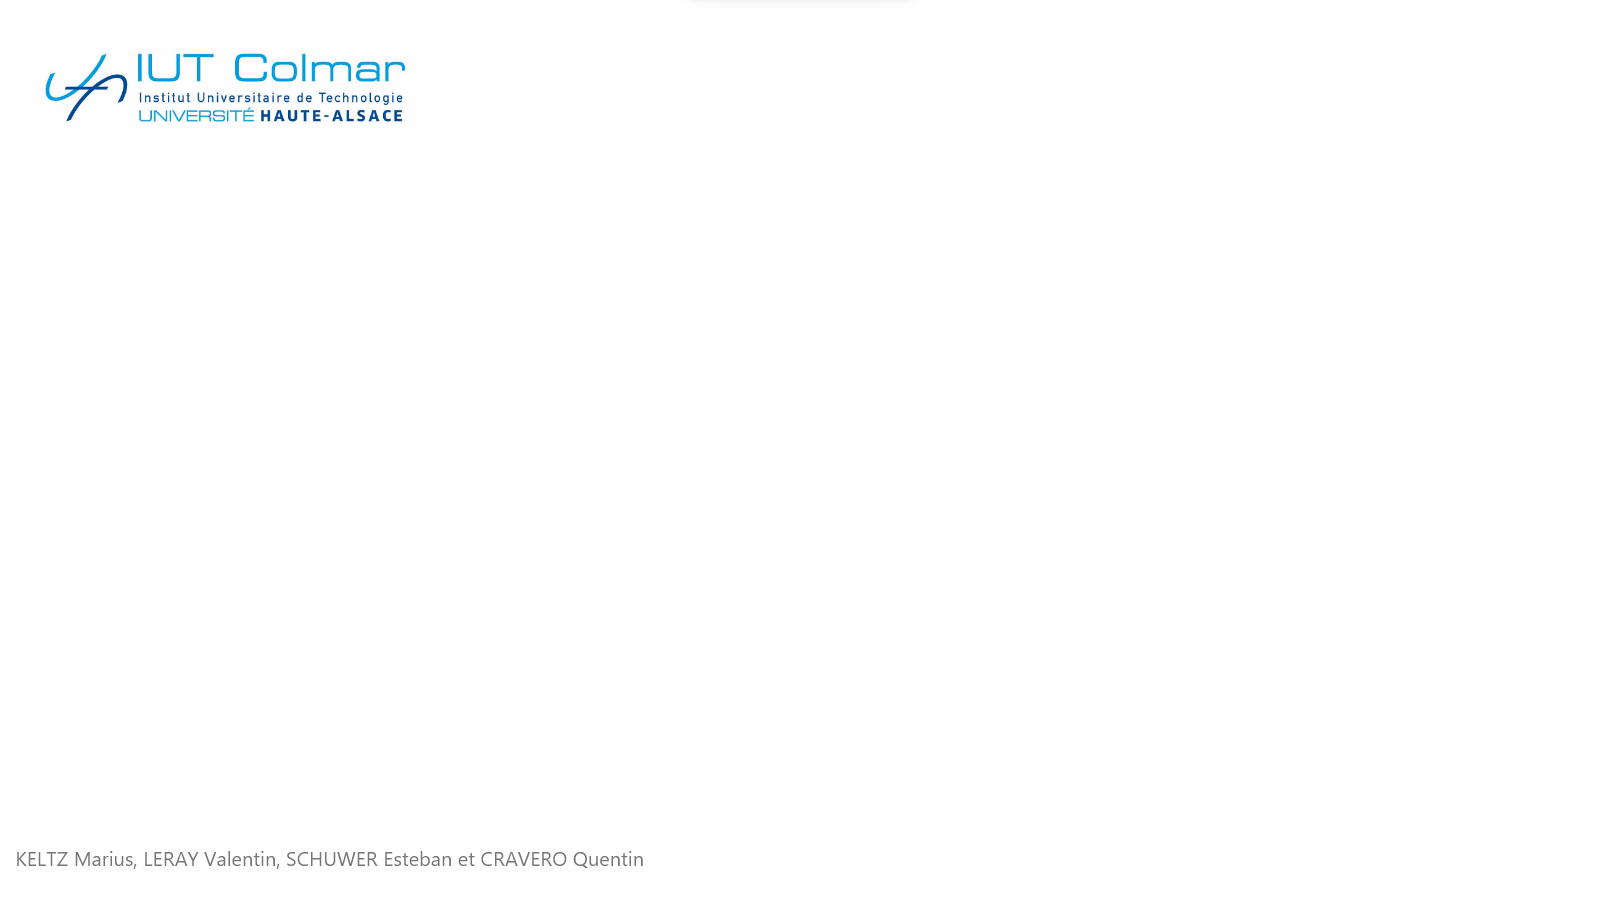 IUT Colmar
Institut Universitaire de Technologie
UNIVERSITÉ HAUTE-ALSACE
KELTZ Marius, LERAY Valentin, SCHUWER Esteban et CRAVERO Quentin